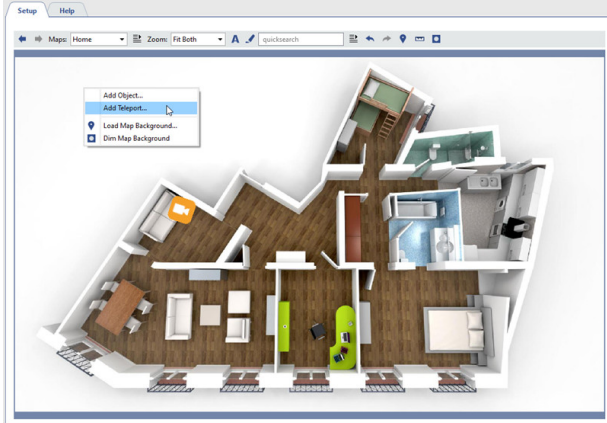 Setup Help
Maps: Home Zoom: Fit Both A quicksearch
Add Object...
Add Teleport...
Load Map Background...
Dim Map Background